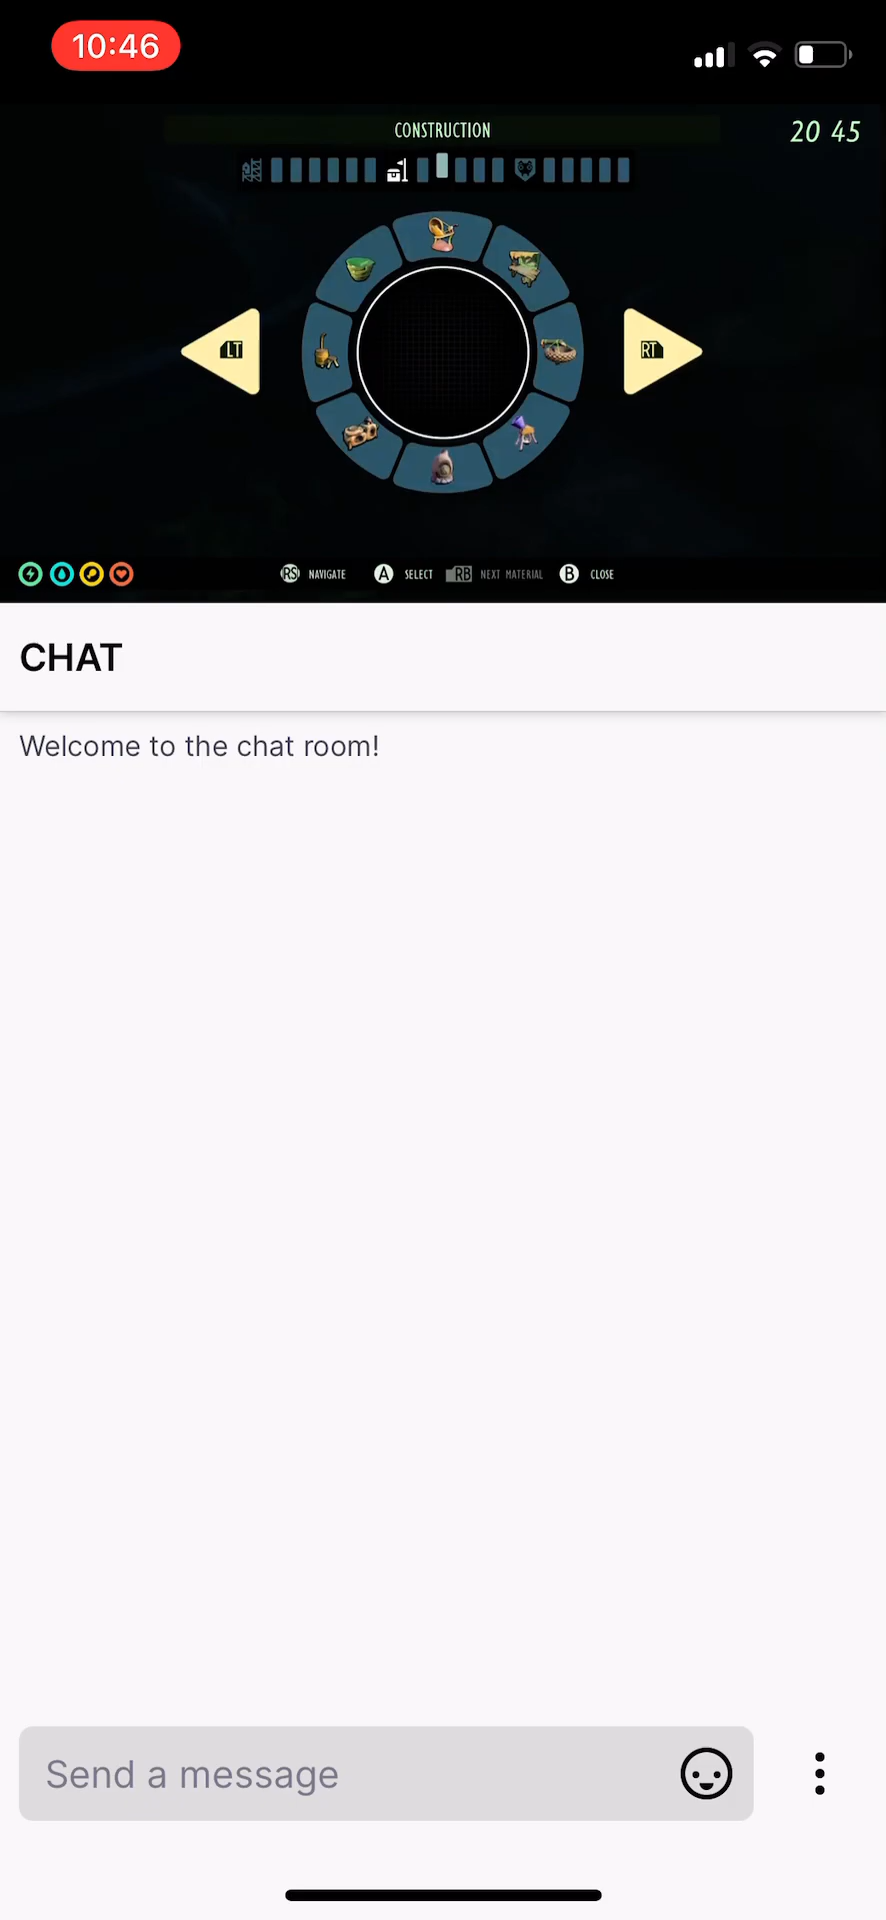 10:46
CONSTRUCTION
20 45
LT
RT
RS NAVIGATE A SELECT RB NEXT MATERIAL B CLOSE
CHAT
Welcome to the chat room!
Send a message